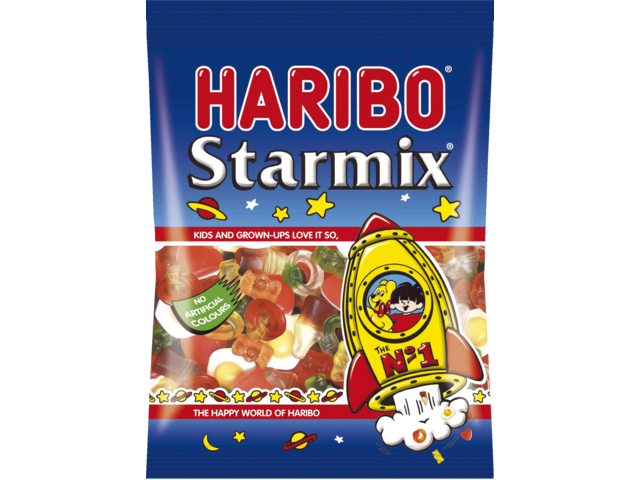 HARIBO®
Starmix®
KIDS AND GROWN-UPS LOVE IT SO,
NO
ARTIFICIAL
COLOURS
THE
Nº1
THE HAPPY WORLD OF HARIBO